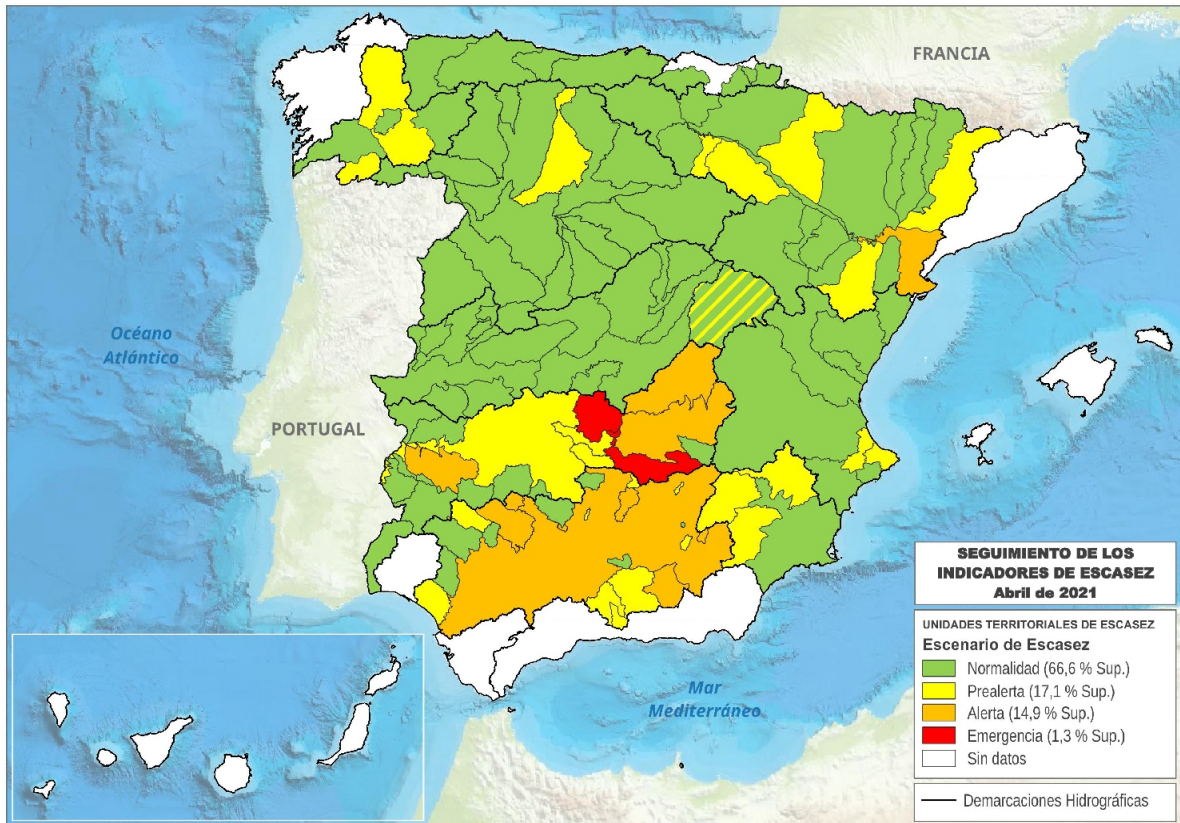 FRANCIA
Océano
Atlántico
PORTUGAL
Mar
Mediterráneo
SEGUIMIENTO DE LOS
INDICADORES DE ESCASEZ
Abril de 2021
UNIDADES TERRITORIALES DE ESCASEZ
Escenario de Escasez
Normalidad (66,6 % Sup.)
Prealerta (17,1 % Sup.)
Alerta (14,9 % Sup.)
Emergencia (1,3 % Sup.)
Sin datos
Demarcaciones Hidrográficas